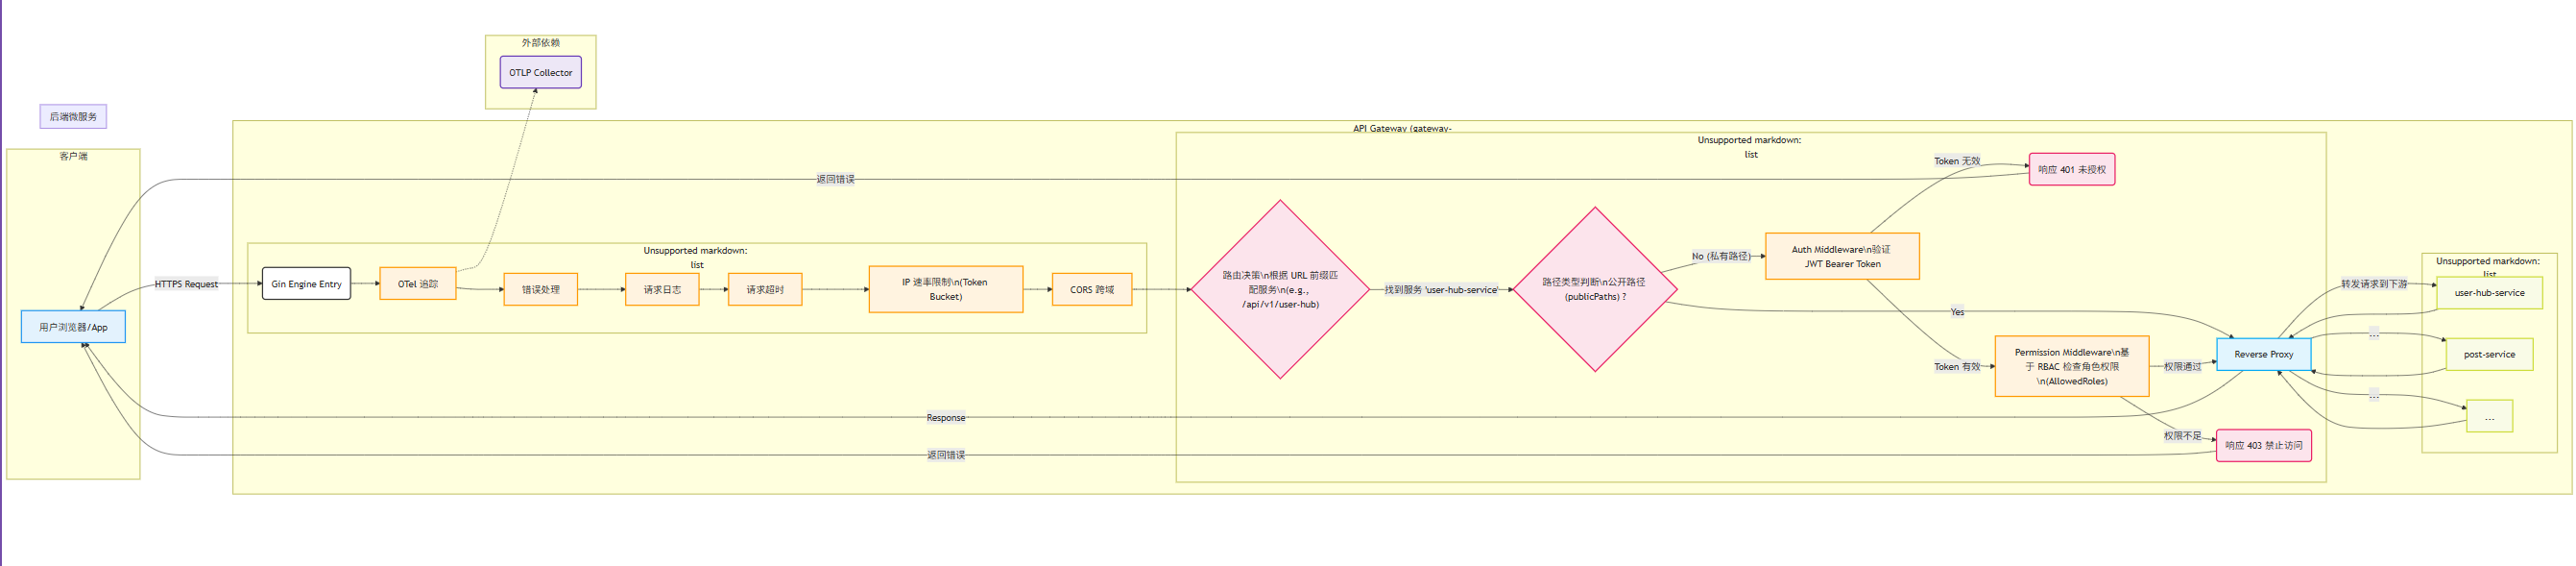 外部依赖
OTLP Collector
后端微服务
客户端
用户浏览器/App
HTTPS Request
API Gateway (gateway-
返回错误
Unsupported markdown:
list
Gin Engine Entry
OTel 追踪
错误处理
请求日志
请求超时
IP 速率限制\n(Token
Bucket)
CORS 跨域
Unsupported markdown:
list
路由决策\n根据 URL 前缀匹
配服务\n(e.g.,
/api/v1/user-hub)
找到服务 'user-hub-service'
路径类型判断\n公开路径
(publicPaths) ?
No (私有路径)
Yes
Auth Middleware\n验证
JWT Bearer Token
Token 无效
响应 401 未授权
Token 有效
Permission Middleware\n基
于 RBAC 检查角色权限
\n(AllowedRoles)
权限通过
权限不足
Reverse Proxy
响应 403 禁止访问
Response
返回错误
转发请求到下游
...
...
Unsupported markdown:
list
user-hub-service
post-service
...